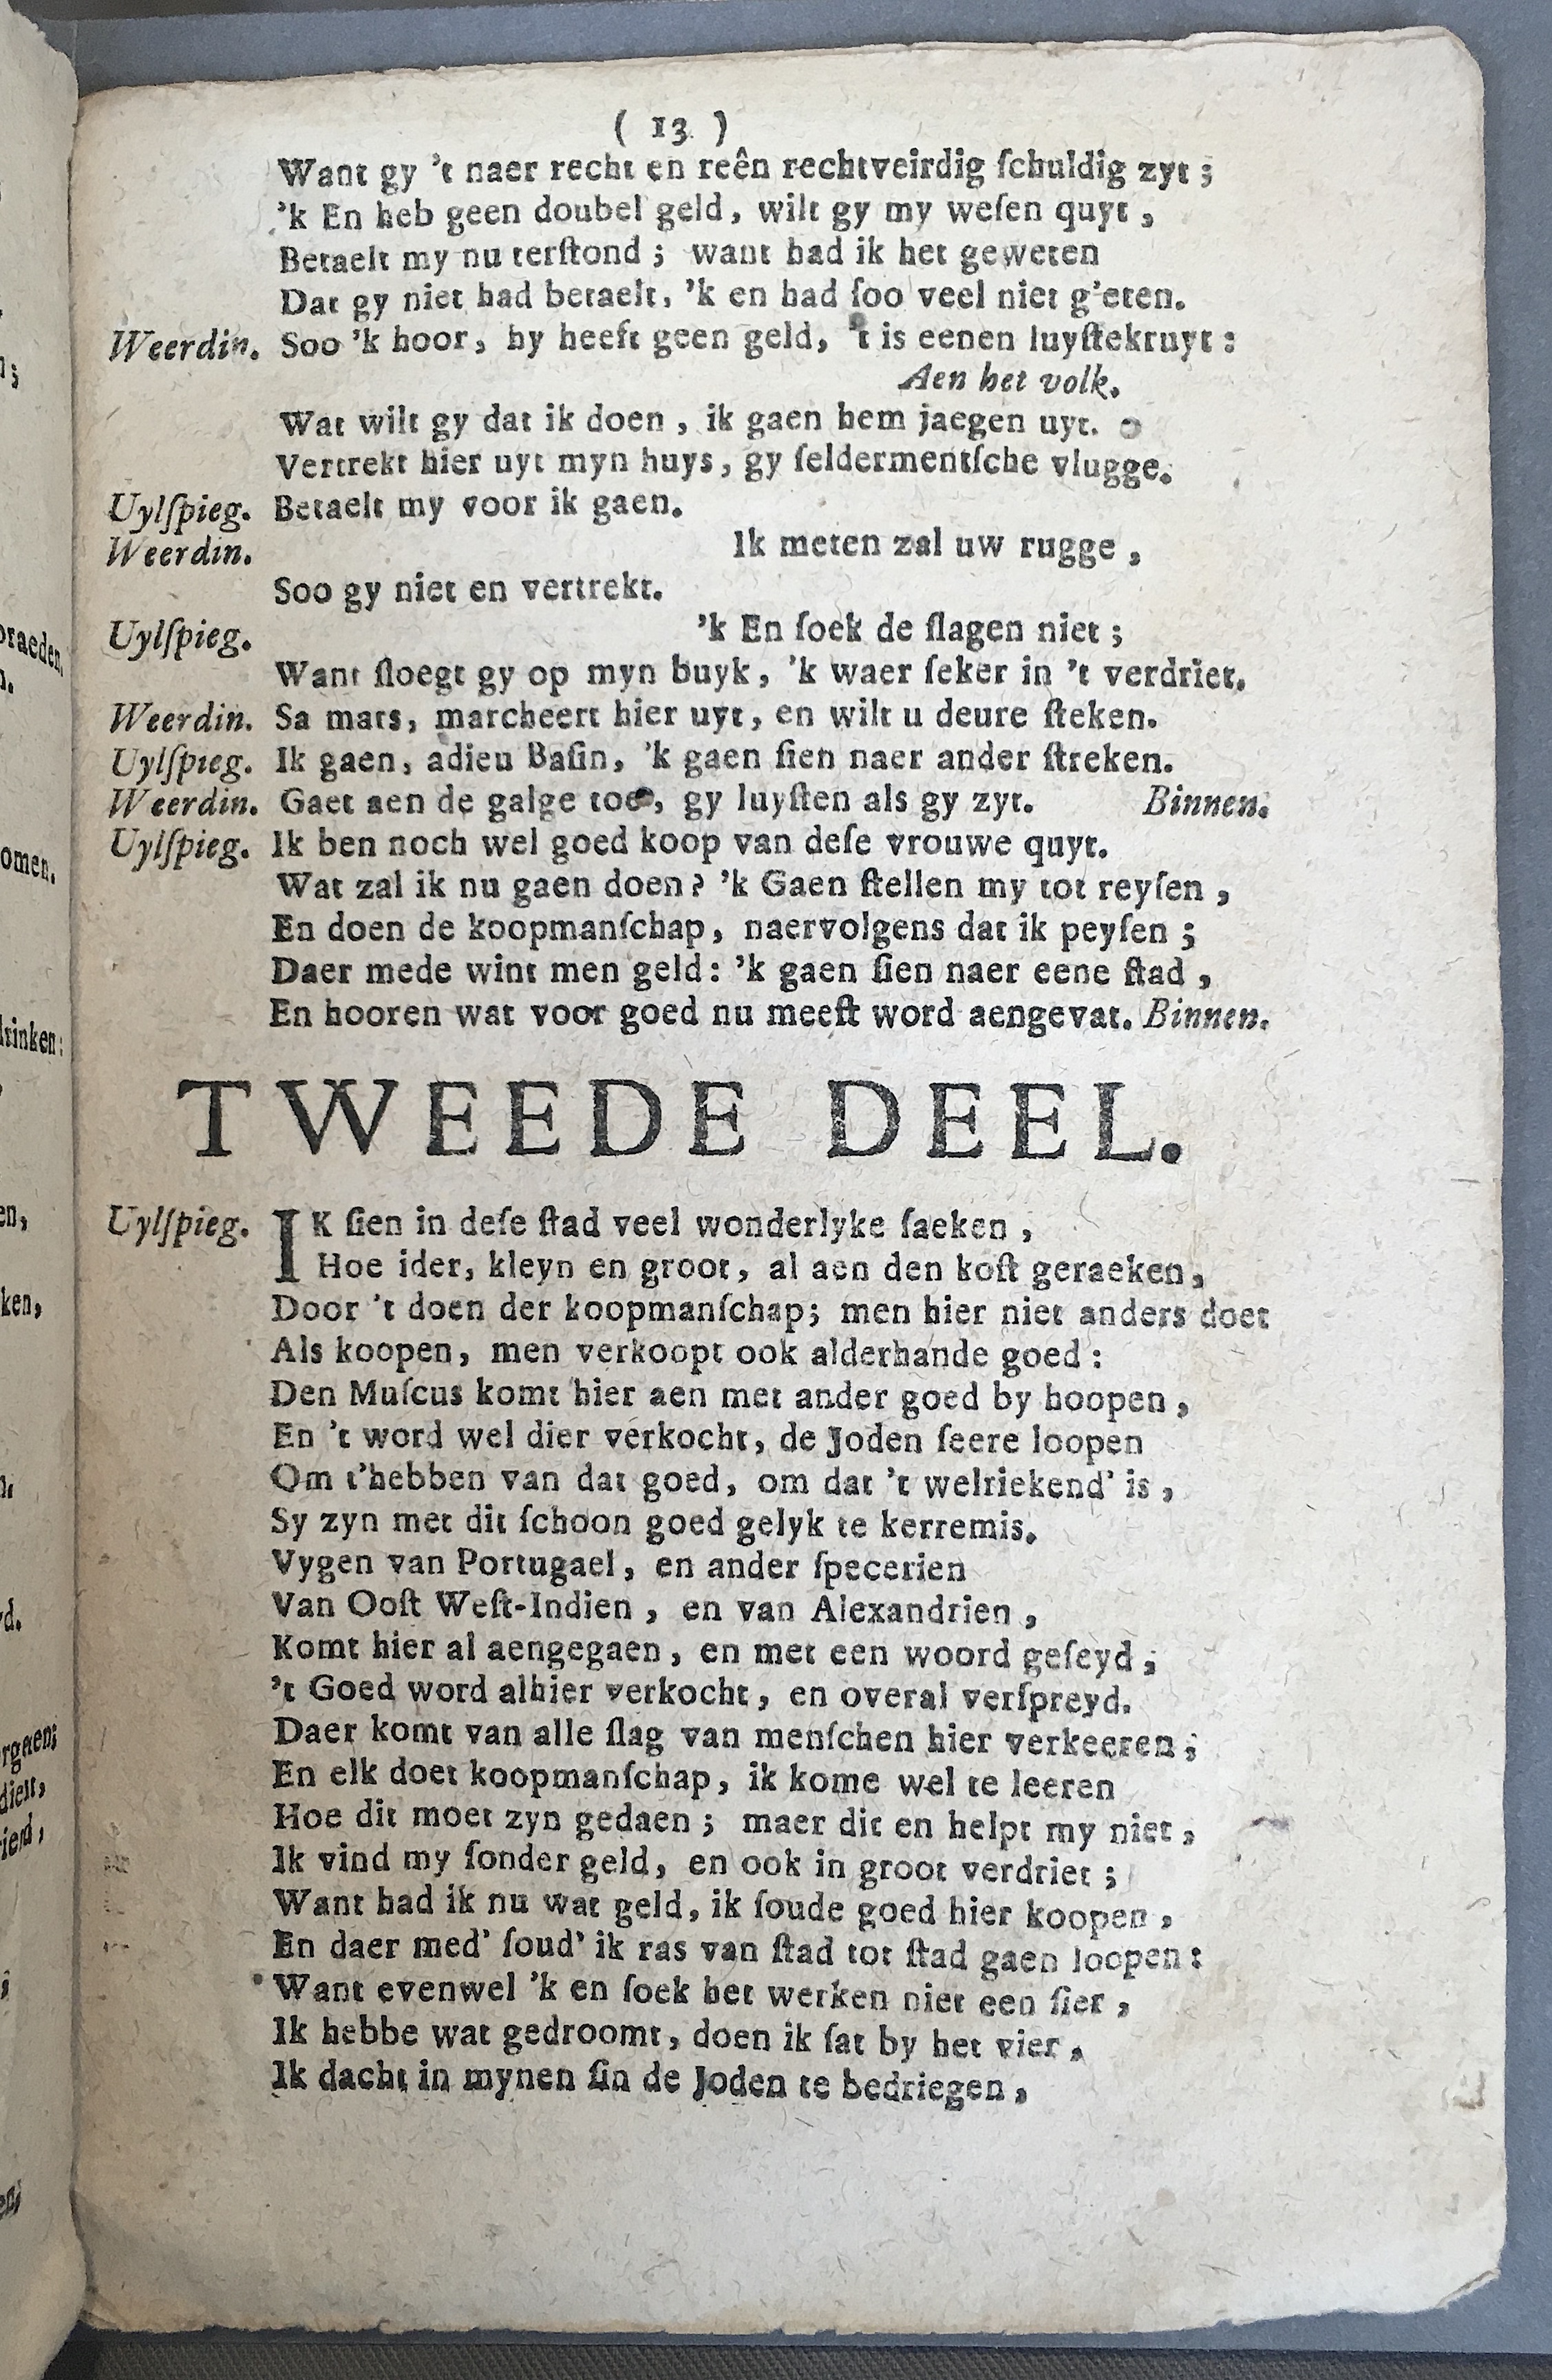 ( 13 )
Want gy 't naer recht en reên rechtveirdig ſchuldig zyt ;
'k En heb geen doubel geld, wilt gy my weſen quyt ,
Betaelt my nu terſtond ; want had ik het geweten
Dat gy niet had betaelt, 'k en had ſoo veel niet g'eten.
Weerdin. Soo 'k hoor, hy heeft geen geld, 't is eenen luyſtekruyt :
Aen het volk.
Wat wilt gy dat ik doen , ik gaen hem jaegen uyt.
Vertrekt hier uyt myn huys, gy ſeldermentſche vlugge.
Uylſpieg. Betaelt my voor ik gaen.
Weerdin. Ik meten zal uw rugge ,
Soo gy niet en vertrekt.
Uylſpieg. 'k En ſoek de ſlagen niet ;
Want ſloegt gy op myn buyk, 'k waer ſeker in 't verdriet.
Weerdin. Sa mars, marcheert hier uyt, en wilt u deure ſteken.
Uylſpieg. Ik gaen, adieu Baſin, 'k gaen ſien naer ander ſtreken.
Weerdin. Gaet aen de galge toe, gy luyſten als gy zyt. Binnen.
Uylſpieg. Ik ben noch wel goed koop van deſe vrouwe quyt.
Wat zal ik nu gaen doen? 'k Gaen ſtellen my tot reyſen ,
En doen de koopmanſchap, naervolgens dat ik peyſen ;
Daer mede wint men geld: 'k gaen ſien naer eene ſtad ,
En hooren wat voor goed nu meeſt word aengevat. Binnen.
TWEEDE DEEL.
Uylſpieg. IK ſien in deſe ſtad veel wonderlyke ſaeken ,
Hoe ider, kleyn en groot, al aen den koſt geraeken,
Door 't doen der koopmanſchap; men hier niet anders doet
Als koopen, men verkoopt ook alderhande goed :
Den Muſcus komt hier aen met ander goed by hoopen ,
En 't word wel dier verkocht, de Joden ſeere loopen
Om t'hebben van dat goed, om dat 't welriekend' is ,
Sy zyn met dit ſchoon goed gelyk te kerremis.
Vygen van Portugael, en ander ſpecerien
Van Ooſt Weſt-Indien , en van Alexandrien ,
Komt hier al aengegaen, en met een woord geſeyd ,
't Goed word alhier verkocht, en overal verſpreyd.
Daer komt van alle ſlag van menſchen hier verkeeren ,
En elk doet koopmanſchap, ik kome wel te leeren
Hoe dit moet zyn gedaen ; maer dit en helpt my niet ,
Ik vind my ſonder geld, en ook in groot verdriet ;
Want had ik nu wat geld, ik ſoude goed hier koopen ,
En daer med' ſoud' ik ras van ſtad tot ſtad gaen loopen :
Want evenwel 'k en ſoek het werken niet een ſier ,
Ik hebbe wat gedroomt, doen ik ſat by het vier ,
Ik dacht in mynen ſin de Joden te bedriegen ,